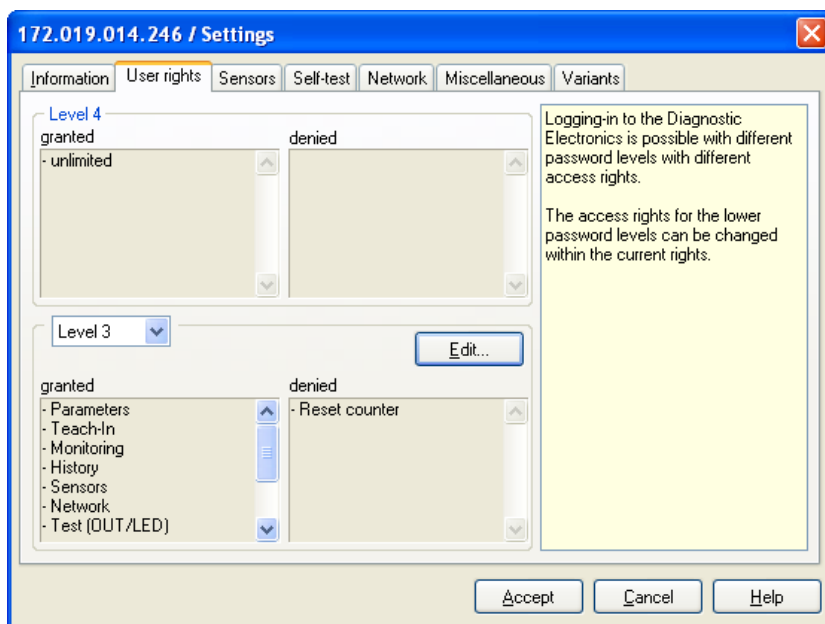 172.019.014.246 / Settings
Information User rights Sensors Self-test Network Miscellaneous Variants
Level 4
granted denied
- unlimited
Logging-in to the Diagnostic
Electronics is possible with different
password levels with different
access rights.
The access rights for the lower
password levels can be changed
within the current rights.
Level 3
Edit...
granted denied
- Parameters
- Teach-In
- Monitoring
- History
- Sensors
- Network
- Test (OUT/LED)
- Reset counter
Accept Cancel Help